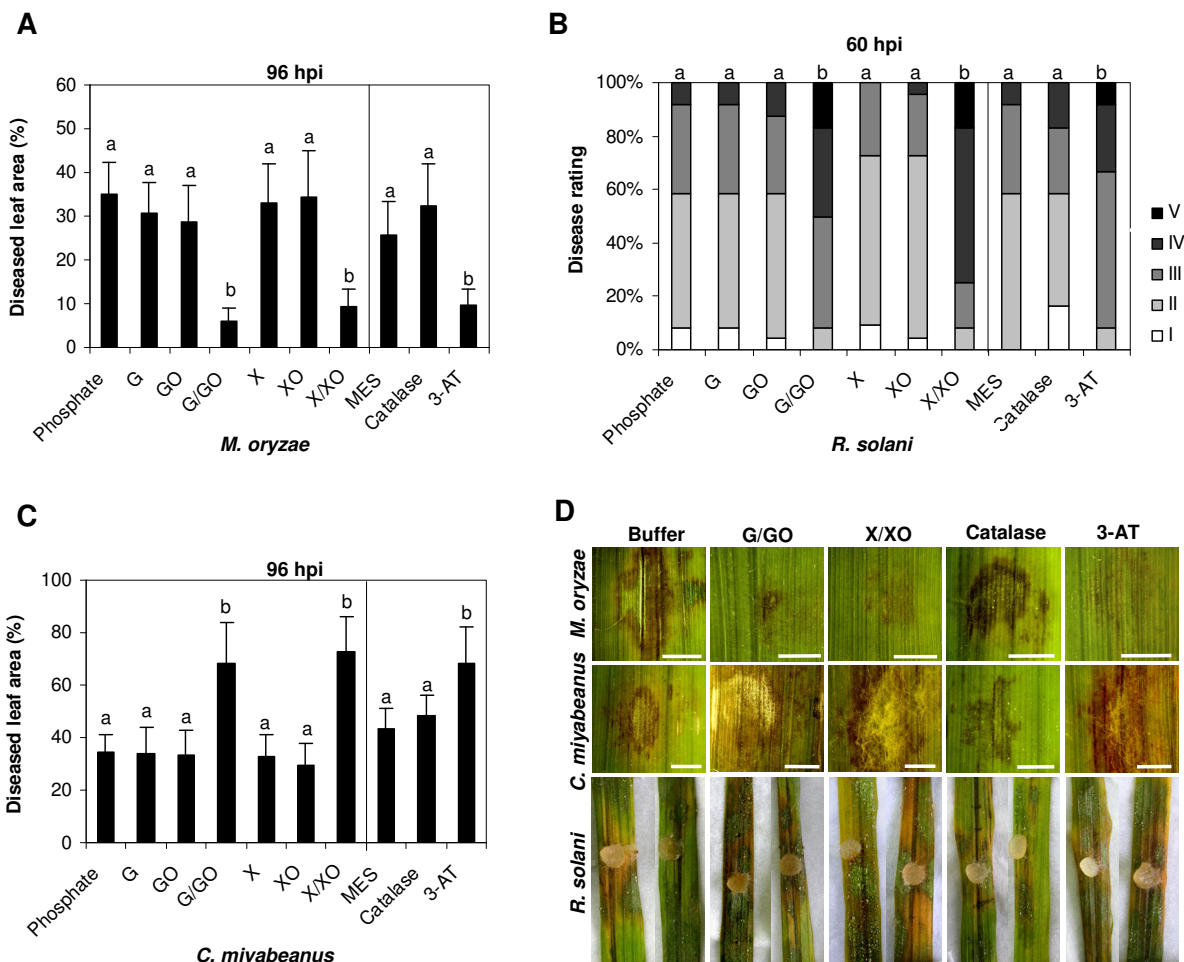 A
96 hpi
Diseased leaf area (%)
60
50
40
30
20
10
0
a
a
a
b
a
a
b
a
a
b
Phosphate
G
GO
G/GO
X
XO
X/XO
MES
Catalase
3-AT
M. oryzae
B
60 hpi
a a a b a a b a a b
Disease rating
100%
80%
60%
40%
20%
0%
V
IV
III
II
I
Phosphate
G
GO
G/GO
X
XO
X/XO
MES
Catalase
3-AT
R. solani
C
96 hpi
Diseased leaf area (%)
100
80
60
40
20
0
a
a
a
b
a
a
b
a
a
b
Phosphate
G
GO
G/GO
X
XO
X/XO
MES
Catalase
3-AT
C. miyabeanus
D
Buffer G/GO X/XO Catalase 3-AT
M. oryzae
C. miyabeanus
R. solani